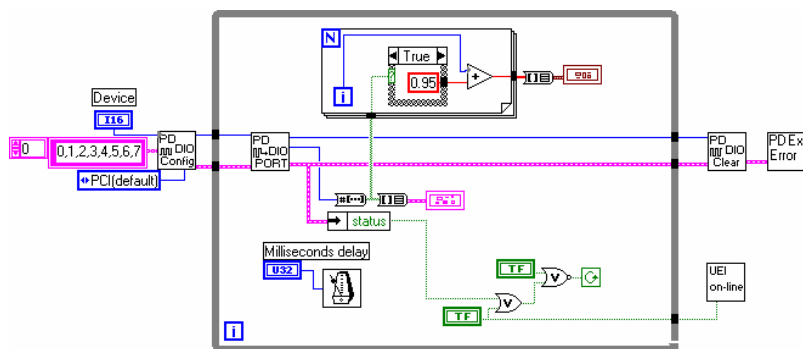 N
True
?
0.95
+
i
Device
I16
0
0,1,2,3,4,5,6,7
PD
DIO
Config
PCI(default)
PD
DIO
PORT
PD
DIO
Clear
PD Ex
Error
#[...]
status
Milliseconds delay
U32
TF
V
V
TF
UEI
on-line
i